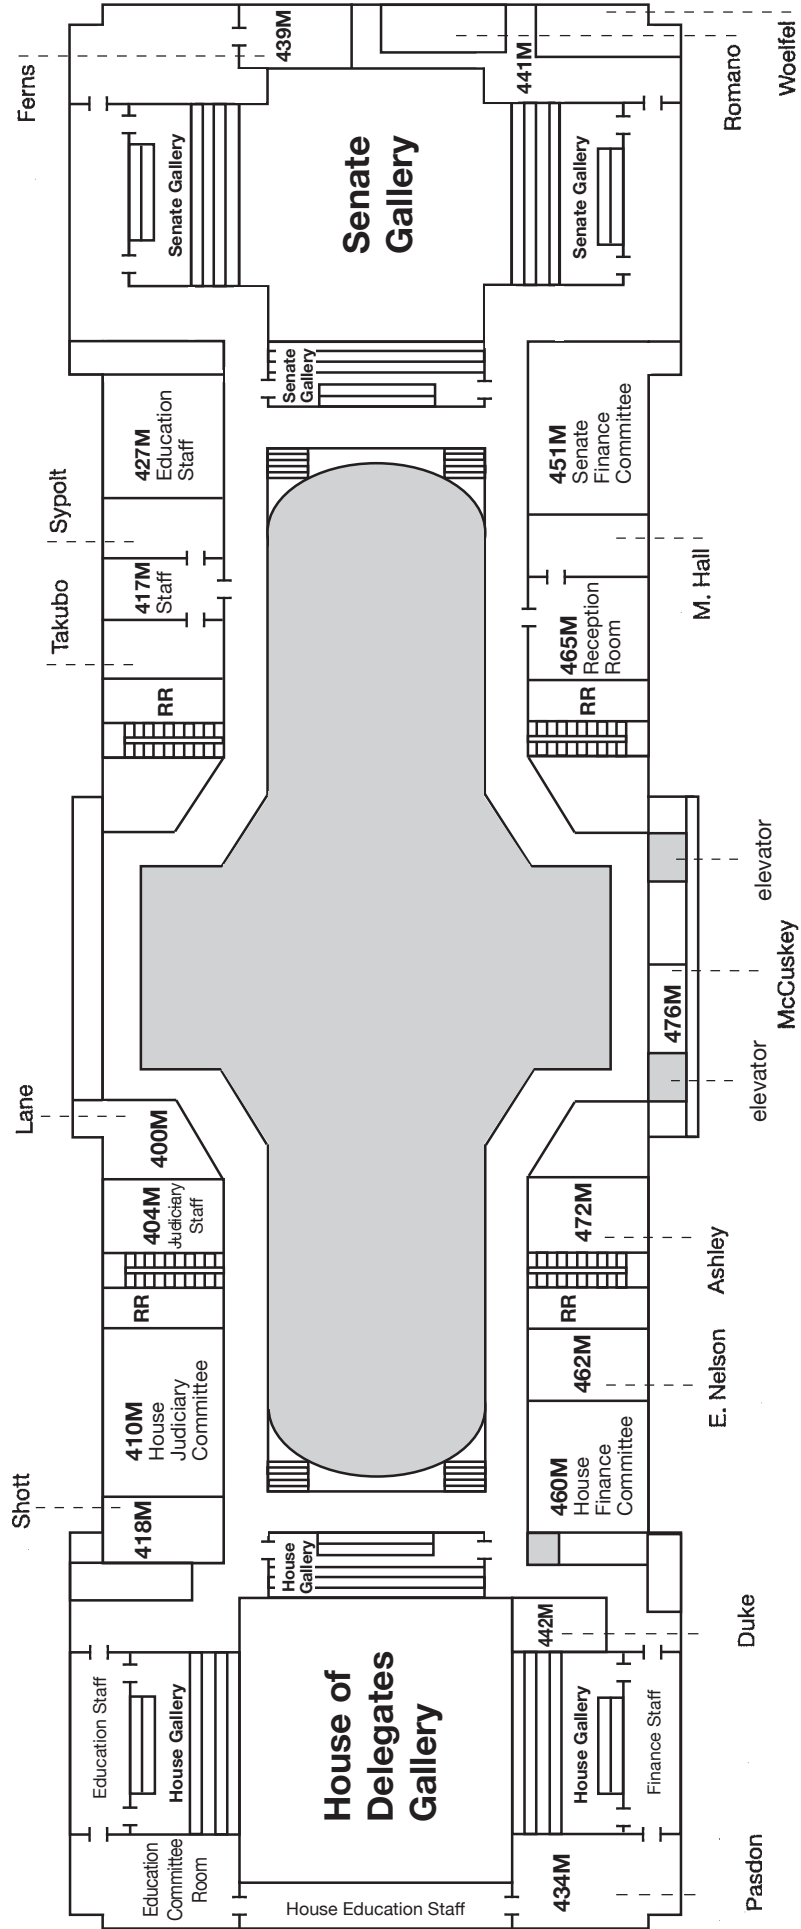 Ferns
439M
441M
Romano
Woelfel
Senate Gallery
Senate
Gallery
Senate Gallery
Senate
Gallery
427M
Education
Staff
Sypolt
417M
Staff
Takubo
RR
451M
Senate
Finance
Committee
M. Hall
465M
Reception
Room
RR
elevator
McCuskey
476M
elevator
Lane
400M
404M
Judiciary
Staff
RR
410M
House
Judiciary
Committee
Shott
418M
472M
Ashley
RR
462M
E. Nelson
460M
House
Finance
Committee
House
Gallery
442M
Duke
Education Staff
House Gallery
House of
Delegates
Gallery
House Gallery
Finance Staff
Education
Committee
Room
House Education Staff
434M
Pasdon